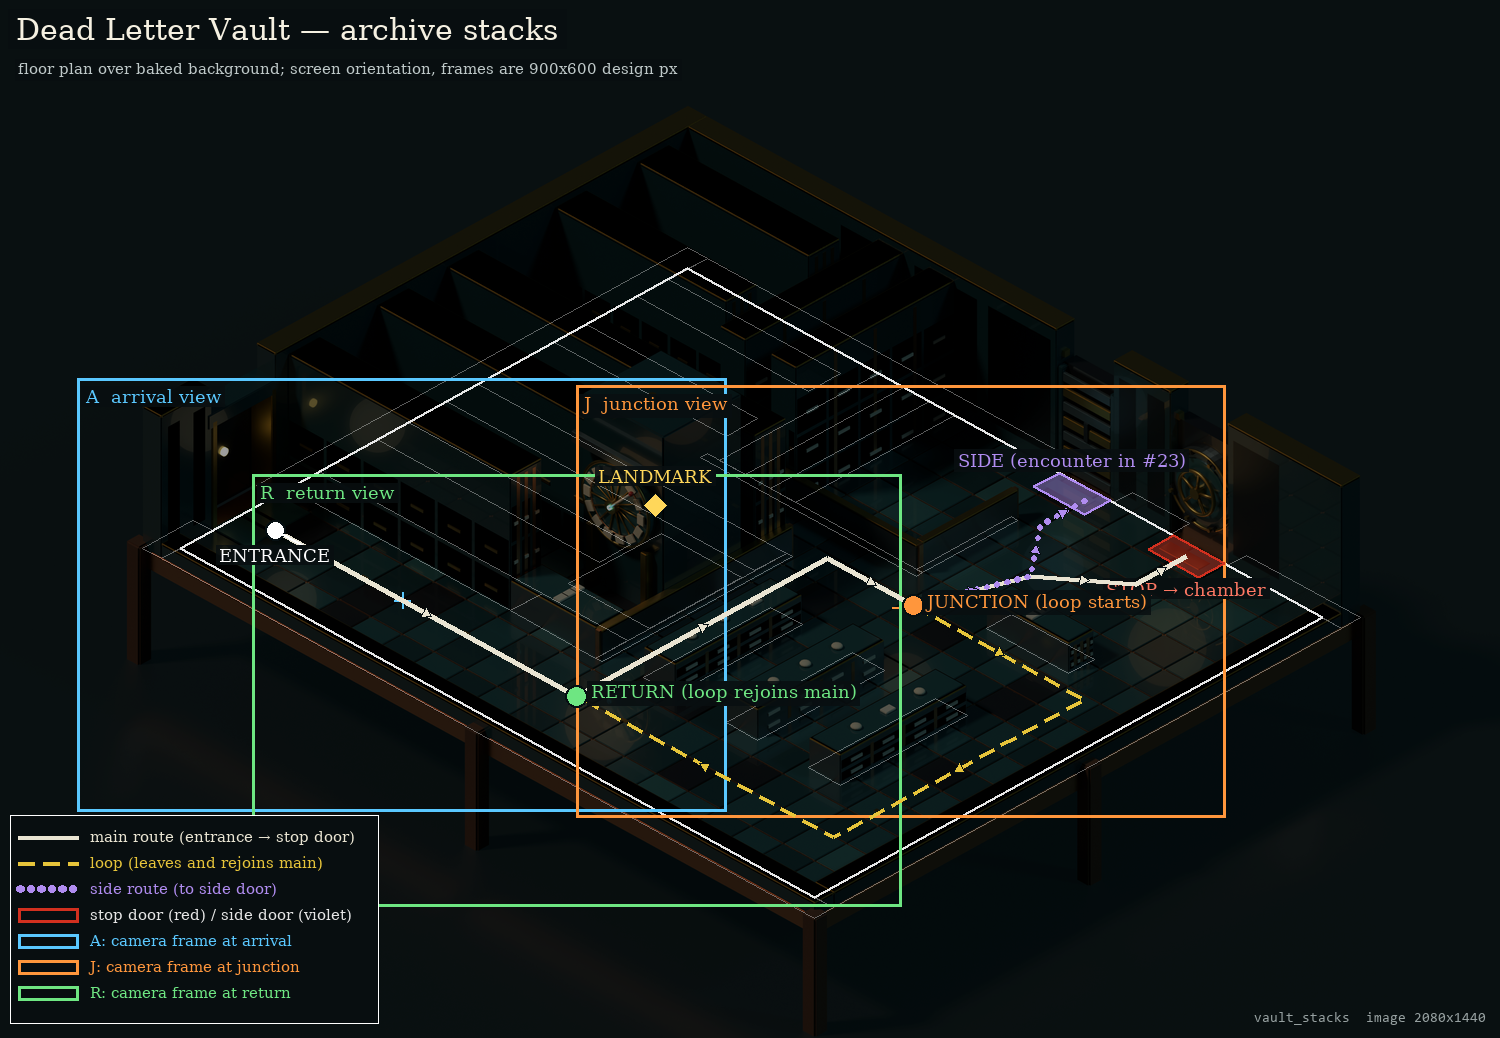 Dead Letter Vault — archive stacks
floor plan over baked background; screen orientation, frames are 900x600 design px
A arrival view
J junction view
SIDE (encounter in #23)
LANDMARK
R return view
ENTRANCE
→ chamber
JUNCTION (loop starts)
RETURN (loop rejoins main)
main route (entrance → stop door)
loop (leaves and rejoins main)
side route (to side door)
stop door (red) / side door (violet)
A: camera frame at arrival
J: camera frame at junction
R: camera frame at return
vault_stacks image 2080x1440